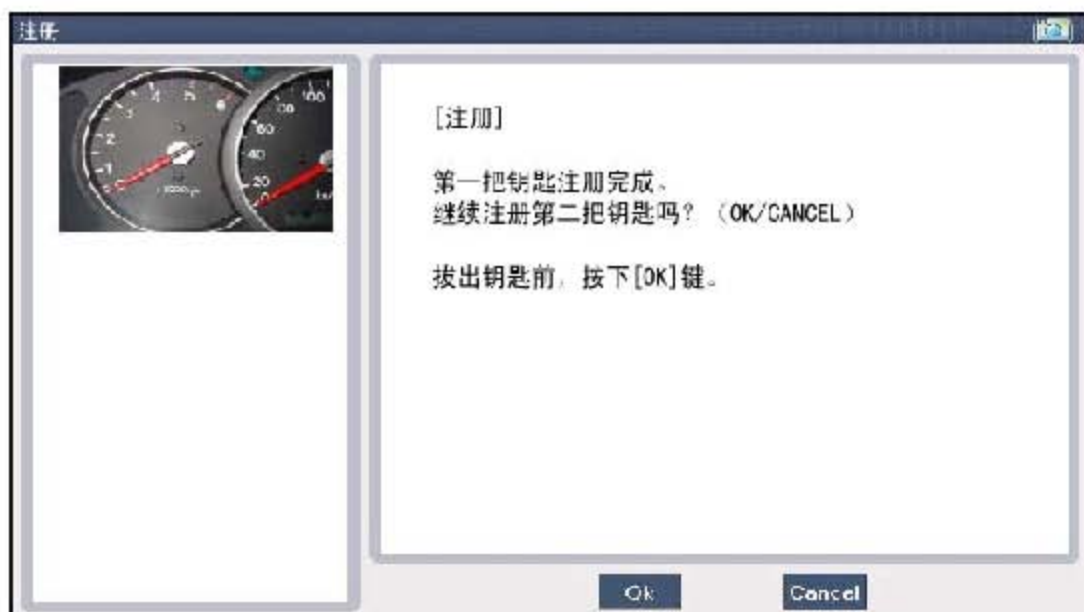 注册
[注册]
第一把钥匙注册完成。
继续注册第二把钥匙吗？（OK/CANCEL）
拔出钥匙前，按下[OK]键。
Ok
Cancel